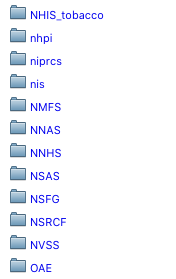 NHIS_tobacco
nhpi
niprcs
nis
NMFS
NNAS
NNHS
NSAS
NSFG
NSRCF
NVSS
OAE